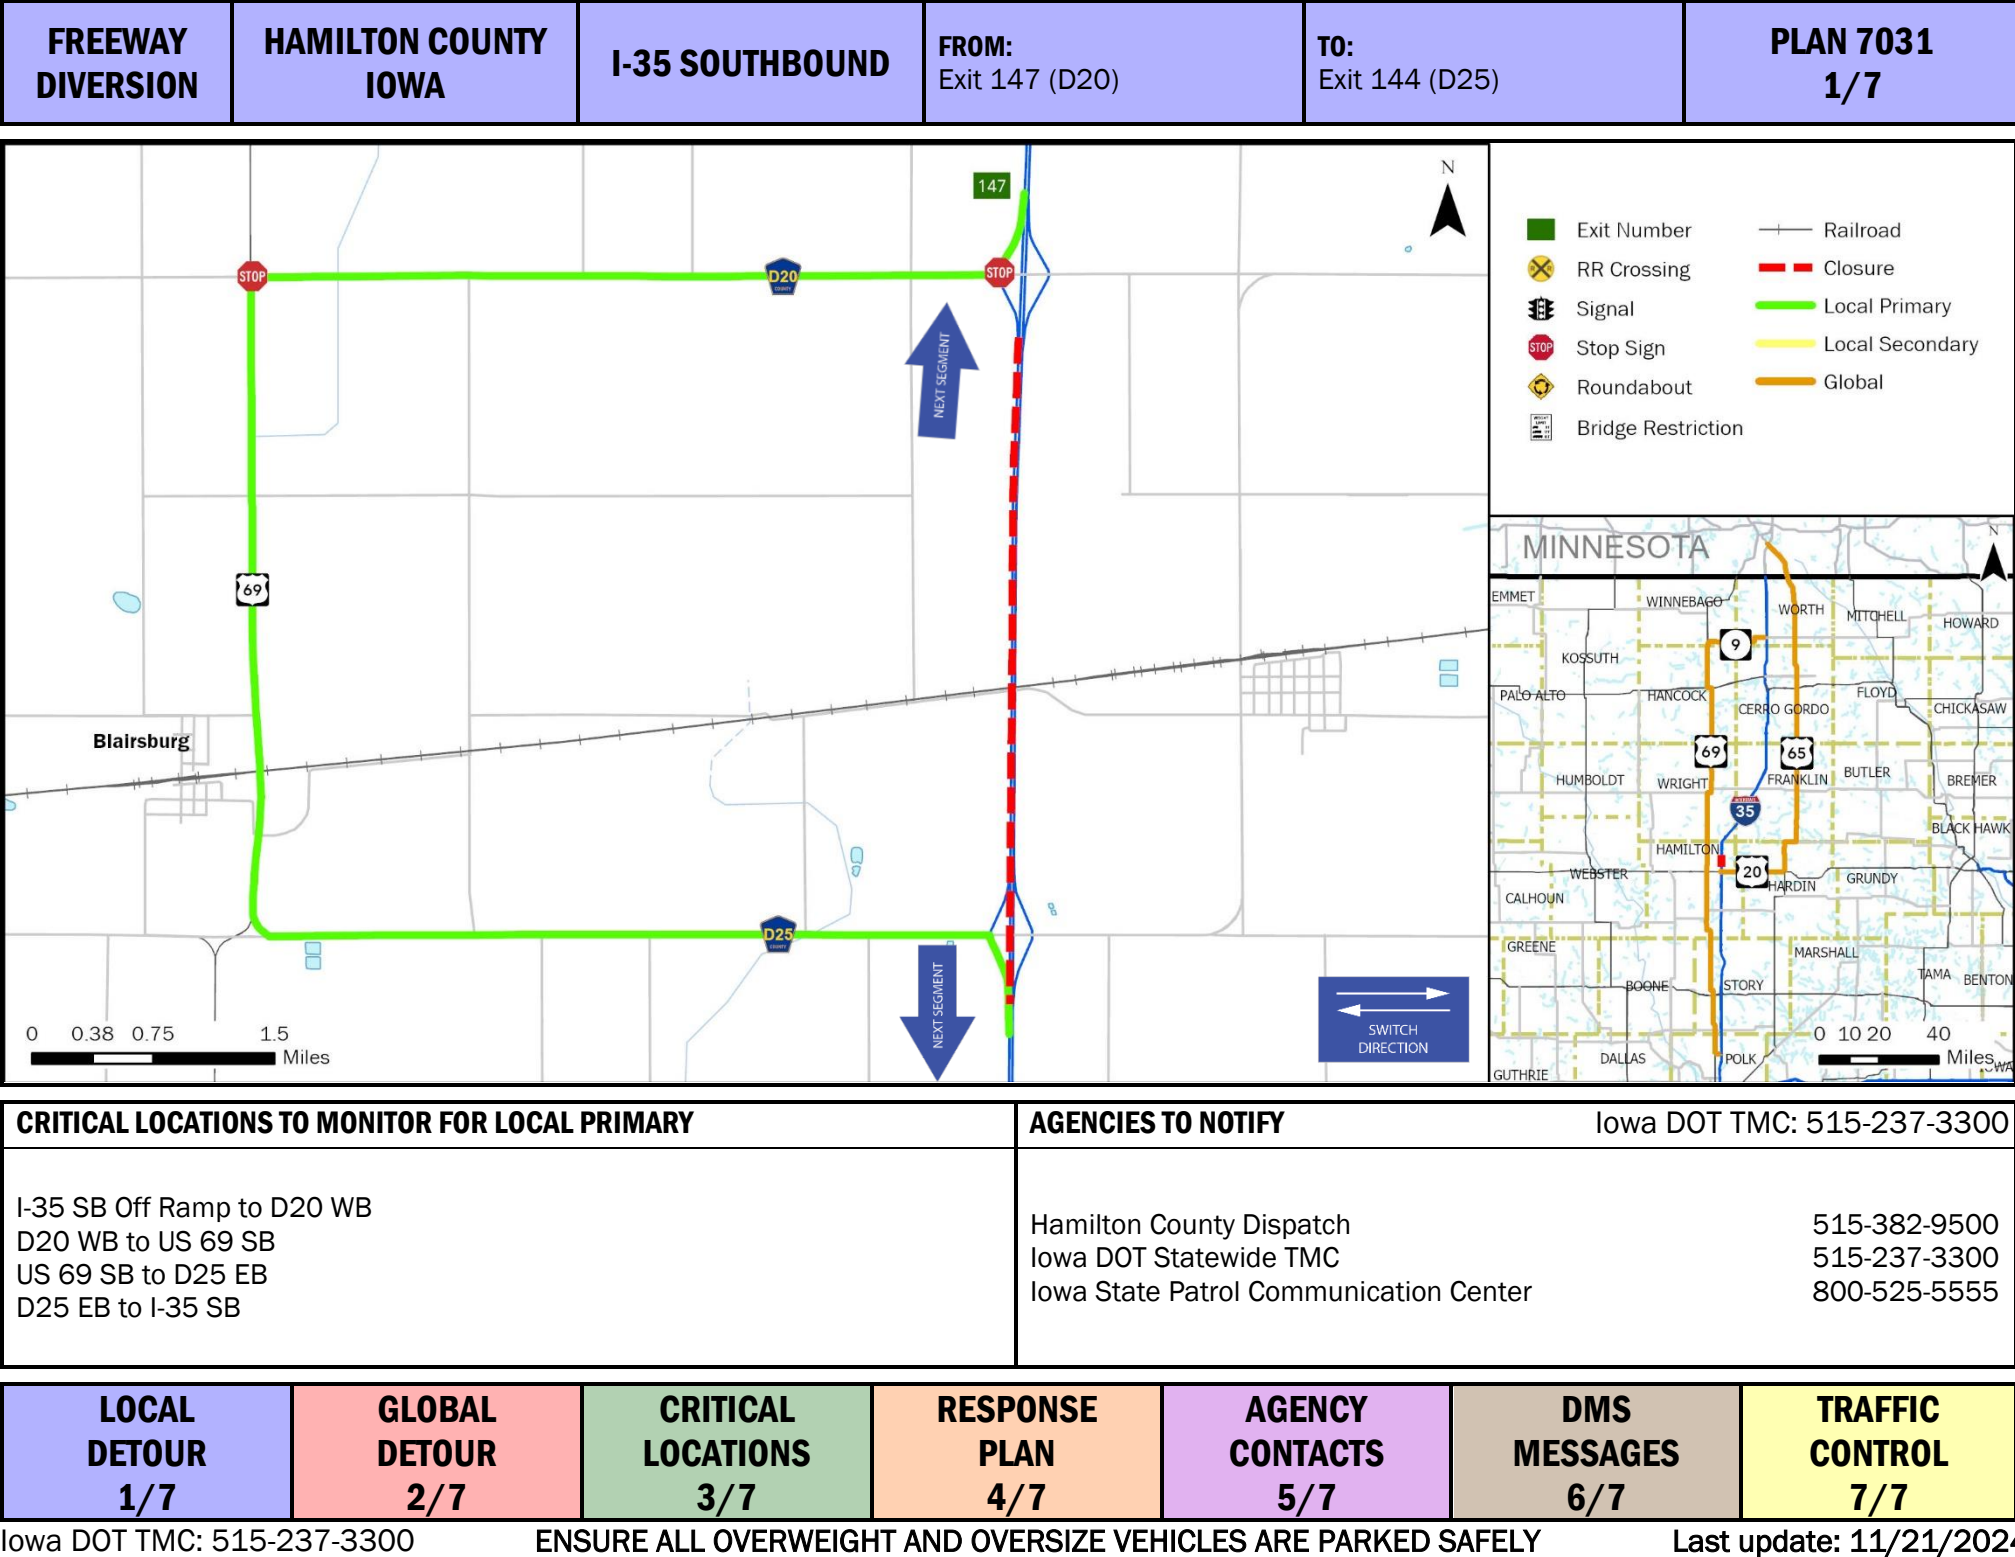 FREEWAY
DIVERSION
HAMILTON COUNTY
IOWA
I-35 SOUTHBOUND
FROM:
Exit 147 (D20)
TO:
Exit 144 (D25)
PLAN 7031
1/7
147
N
STOP
D20
COUNTY
STOP
NEXT SEGMENT
69
Blairsburg
D25
COUNTY
NEXT SEGMENT
SWITCH
DIRECTION
0 0.38 0.75 1.5
Miles
Exit Number
RR Crossing
Signal
STOP Stop Sign
Roundabout
Bridge Restriction
Railroad
Closure
Local Primary
Local Secondary
Global
MINNESOTA
N
EMMET
WINNEBAGO
WORTH
MITCHELL
HOWARD
9
KOSSUTH
PALO ALTO
HANCOCK
CERRO GORDO
FLOYD
CHICKASAW
69
65
HUMBOLDT
WRIGHT
FRANKLIN
BUTLER
BREMER
35
BLACK HAWK
HAMILTON
WEBSTER
20
HARDIN
GRUNDY
CALHOUN
GREENE
MARSHALL
TAMA
BENTON
BOONE
STORY
0 10 20 40
Miles
DALLAS
POLK
GUTHRIE
CRITICAL LOCATIONS TO MONITOR FOR LOCAL PRIMARY
I-35 SB Off Ramp to D20 WB
D20 WB to US 69 SB
US 69 SB to D25 EB
D25 EB to I-35 SB
AGENCIES TO NOTIFY Iowa DOT TMC: 515-237-3300
Hamilton County Dispatch 515-382-9500
Iowa DOT Statewide TMC 515-237-3300
Iowa State Patrol Communication Center 800-525-5555
LOCAL
DETOUR
1/7
GLOBAL
DETOUR
2/7
CRITICAL
LOCATIONS
3/7
RESPONSE
PLAN
4/7
AGENCY
CONTACTS
5/7
DMS
MESSAGES
6/7
TRAFFIC
CONTROL
7/7
Iowa DOT TMC: 515-237-3300 ENSURE ALL OVERWEIGHT AND OVERSIZE VEHICLES ARE PARKED SAFELY Last update: 11/21/202